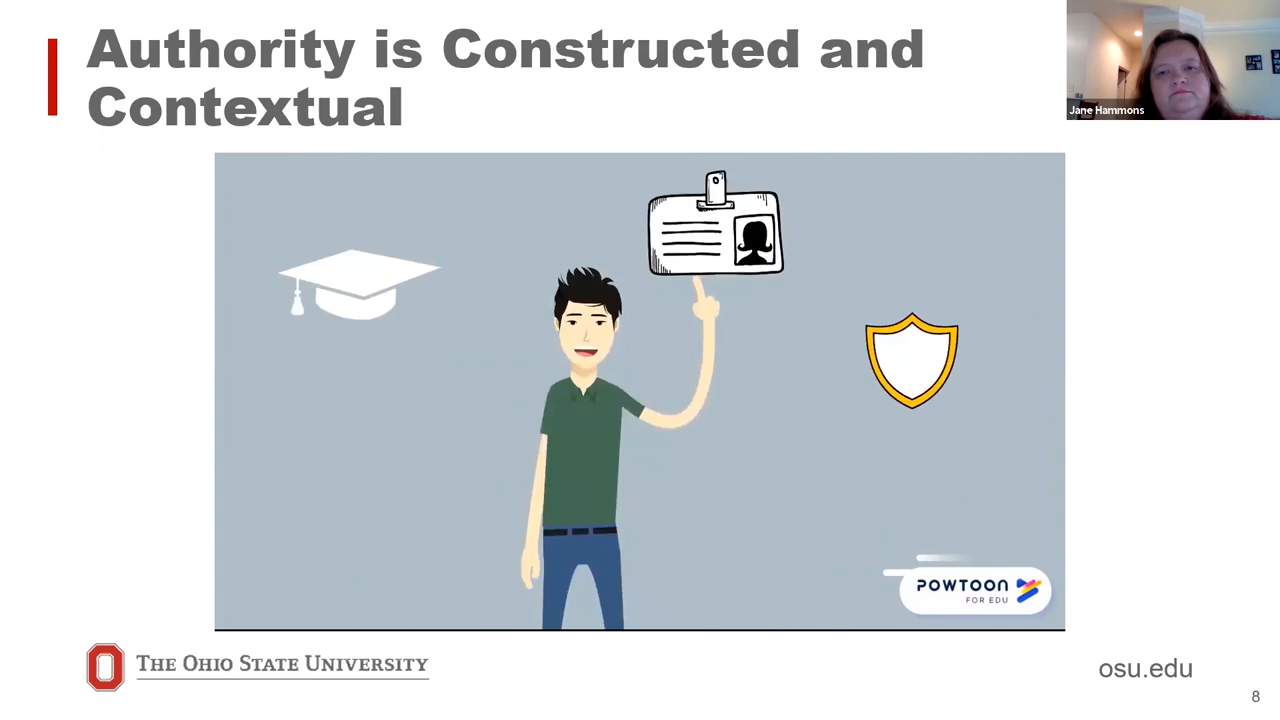 Authority is Constructed and
Contextual
Jane Hammons
POWTOON
FOR EDU
THE OHIO STATE UNIVERSITY
osu.edu
8